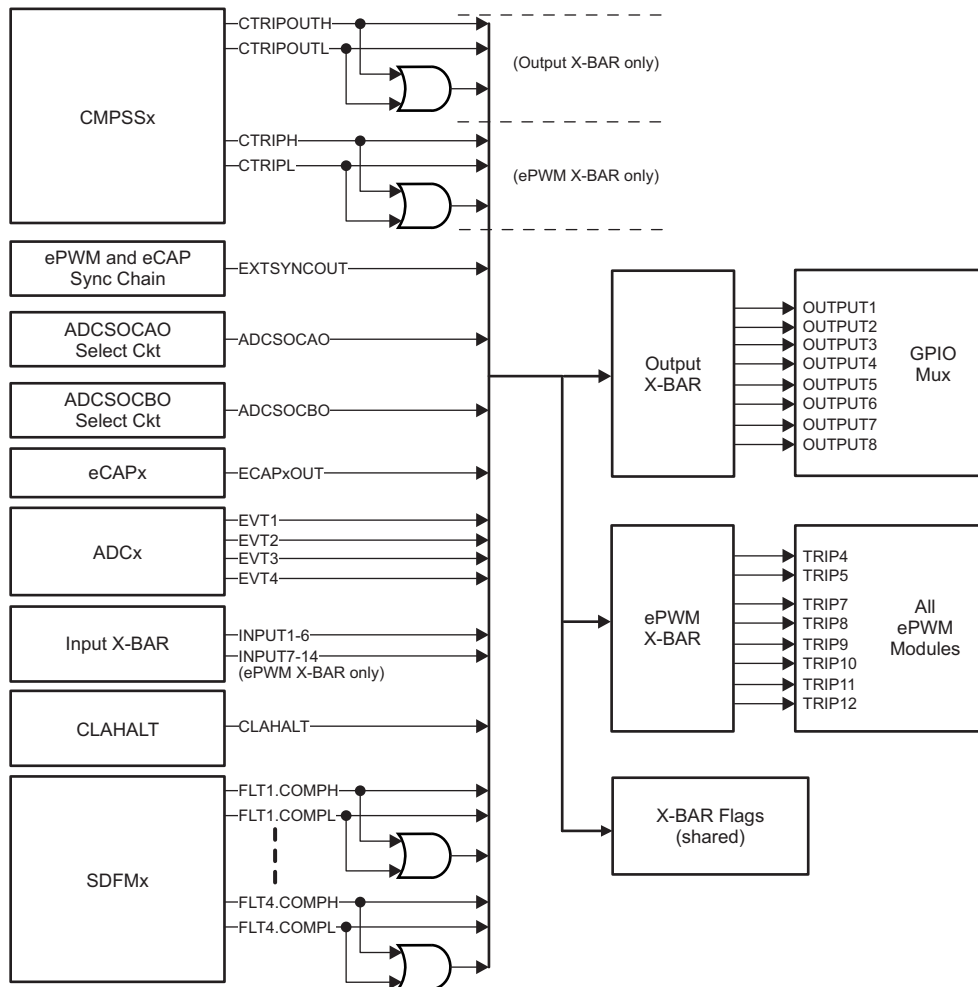 CMPSSx
CTRIPOUTH
CTRIPOUTL
(Output X-BAR only)
CTRIPH
CTRIPL
(ePWM X-BAR only)
ePWM and eCAP
Sync Chain
EXTSYNCOUT
ADCSOCAO
Select Ckt
ADCSOCAO
ADCSOCBO
Select Ckt
ADCSOCBO
eCAPx
ECAPxOUT
ADCx
EVT1
EVT2
EVT3
EVT4
Input X-BAR
INPUT1-6
INPUT7-14
(ePWM X-BAR only)
CLAHALT
CLAHALT
SDFMx
FLT1.COMPH
FLT1.COMPL
FLT4.COMPH
FLT4.COMPL
Output
X-BAR
OUTPUT1
OUTPUT2
OUTPUT3
OUTPUT4
OUTPUT5
OUTPUT6
OUTPUT7
OUTPUT8
GPIO
Mux
ePWM
X-BAR
TRIP4
TRIP5
TRIP7
TRIP8
TRIP9
TRIP10
TRIP11
TRIP12
All
ePWM
Modules
X-BAR Flags
(shared)